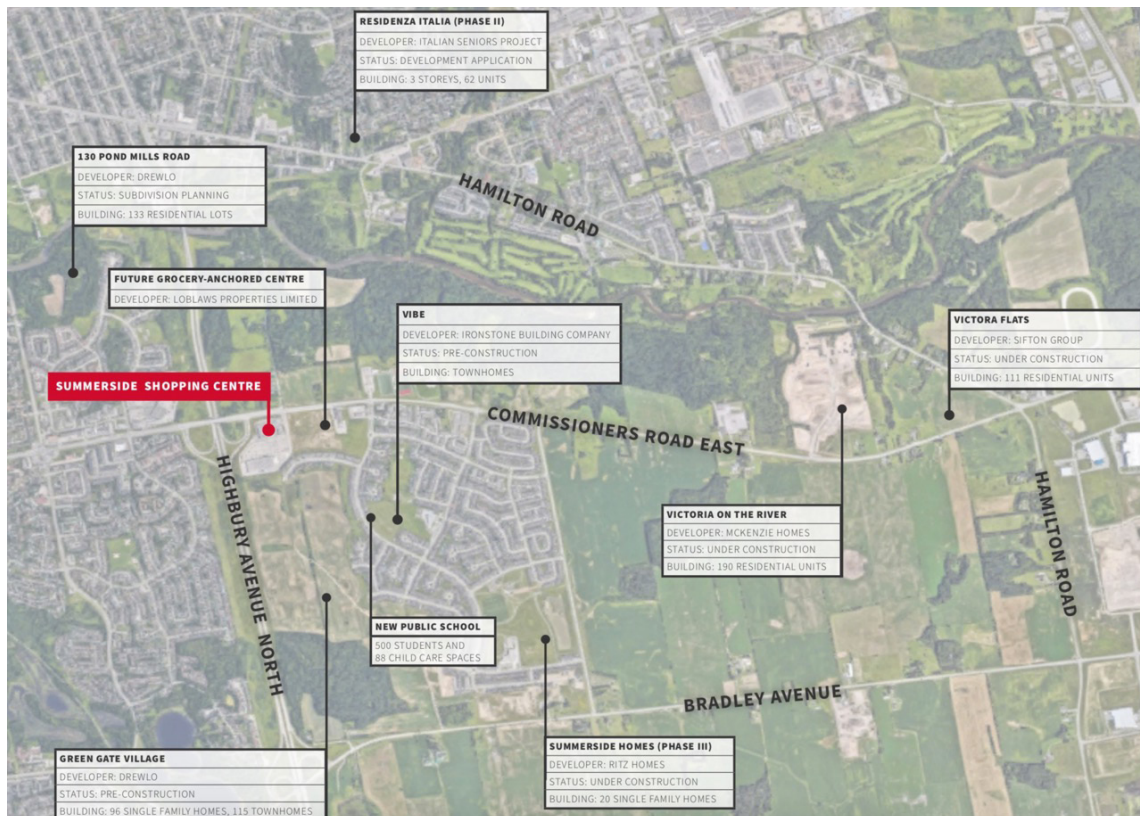 RESIDENZA ITALIA (PHASE II)
DEVELOPER: ITALIAN SENIORS PROJECT
STATUS: DEVELOPMENT APPLICATION
BUILDING: 3 STOREYS, 62 UNITS
130 POND MILLS ROAD
DEVELOPER: DREWLO
STATUS: SUBDIVISION PLANNING
BUILDING: 133 RESIDENTIAL LOTS
HAMILTON ROAD
FUTURE GROCERY-ANCHORED CENTRE
DEVELOPER: LOBLAWS PROPERTIES LIMITED
VIBE
DEVELOPER: IRONSTONE BUILDING COMPANY
STATUS: PRE-CONSTRUCTION
BUILDING: TOWNHOMES
VICTORA FLATS
DEVELOPER: SIFTON GROUP
STATUS: UNDER CONSTRUCTION
BUILDING: 111 RESIDENTIAL UNITS
SUMMERSIDE SHOPPING CENTRE
COMMISSIONERS ROAD EAST
HIGHBURY AVENUE NORTH
HAMILTON ROAD
VICTORIA ON THE RIVER
DEVELOPER: MCKENZIE HOMES
STATUS: UNDER CONSTRUCTION
BUILDING: 190 RESIDENTIAL UNITS
NEW PUBLIC SCHOOL
500 STUDENTS AND
88 CHILD CARE SPACES
BRADLEY AVENUE
GREEN GATE VILLAGE
DEVELOPER: DREWLO
STATUS: PRE-CONSTRUCTION
BUILDING: 96 SINGLE FAMILY HOMES, 115 TOWNHOMES
SUMMERSIDE HOMES (PHASE III)
DEVELOPER: RITZ HOMES
STATUS: UNDER CONSTRUCTION
BUILDING: 20 SINGLE FAMILY HOMES